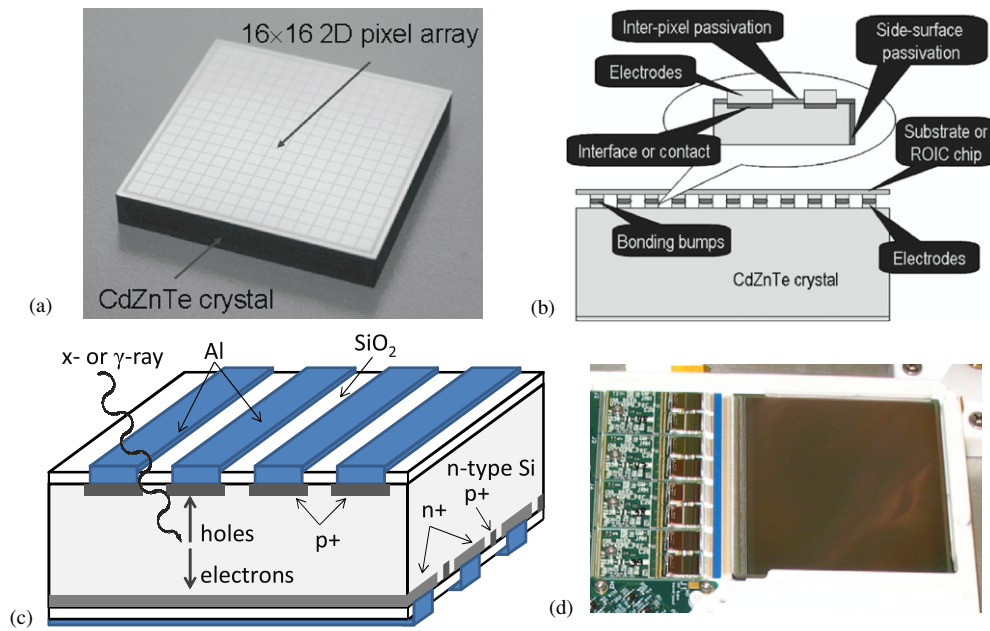 16×16 2D pixel array
CdZnTe crystal
(a)
Inter-pixel passivation
Side-surface
passivation
Electrodes
Interface or contact
Substrate or
ROIC chip
Bonding bumps
Electrodes
CdZnTe crystal
(b)
x- or γ-ray
Al
SiO₂
n-type Si
p+
n+
holes
p+
electrons
(c)
(d)